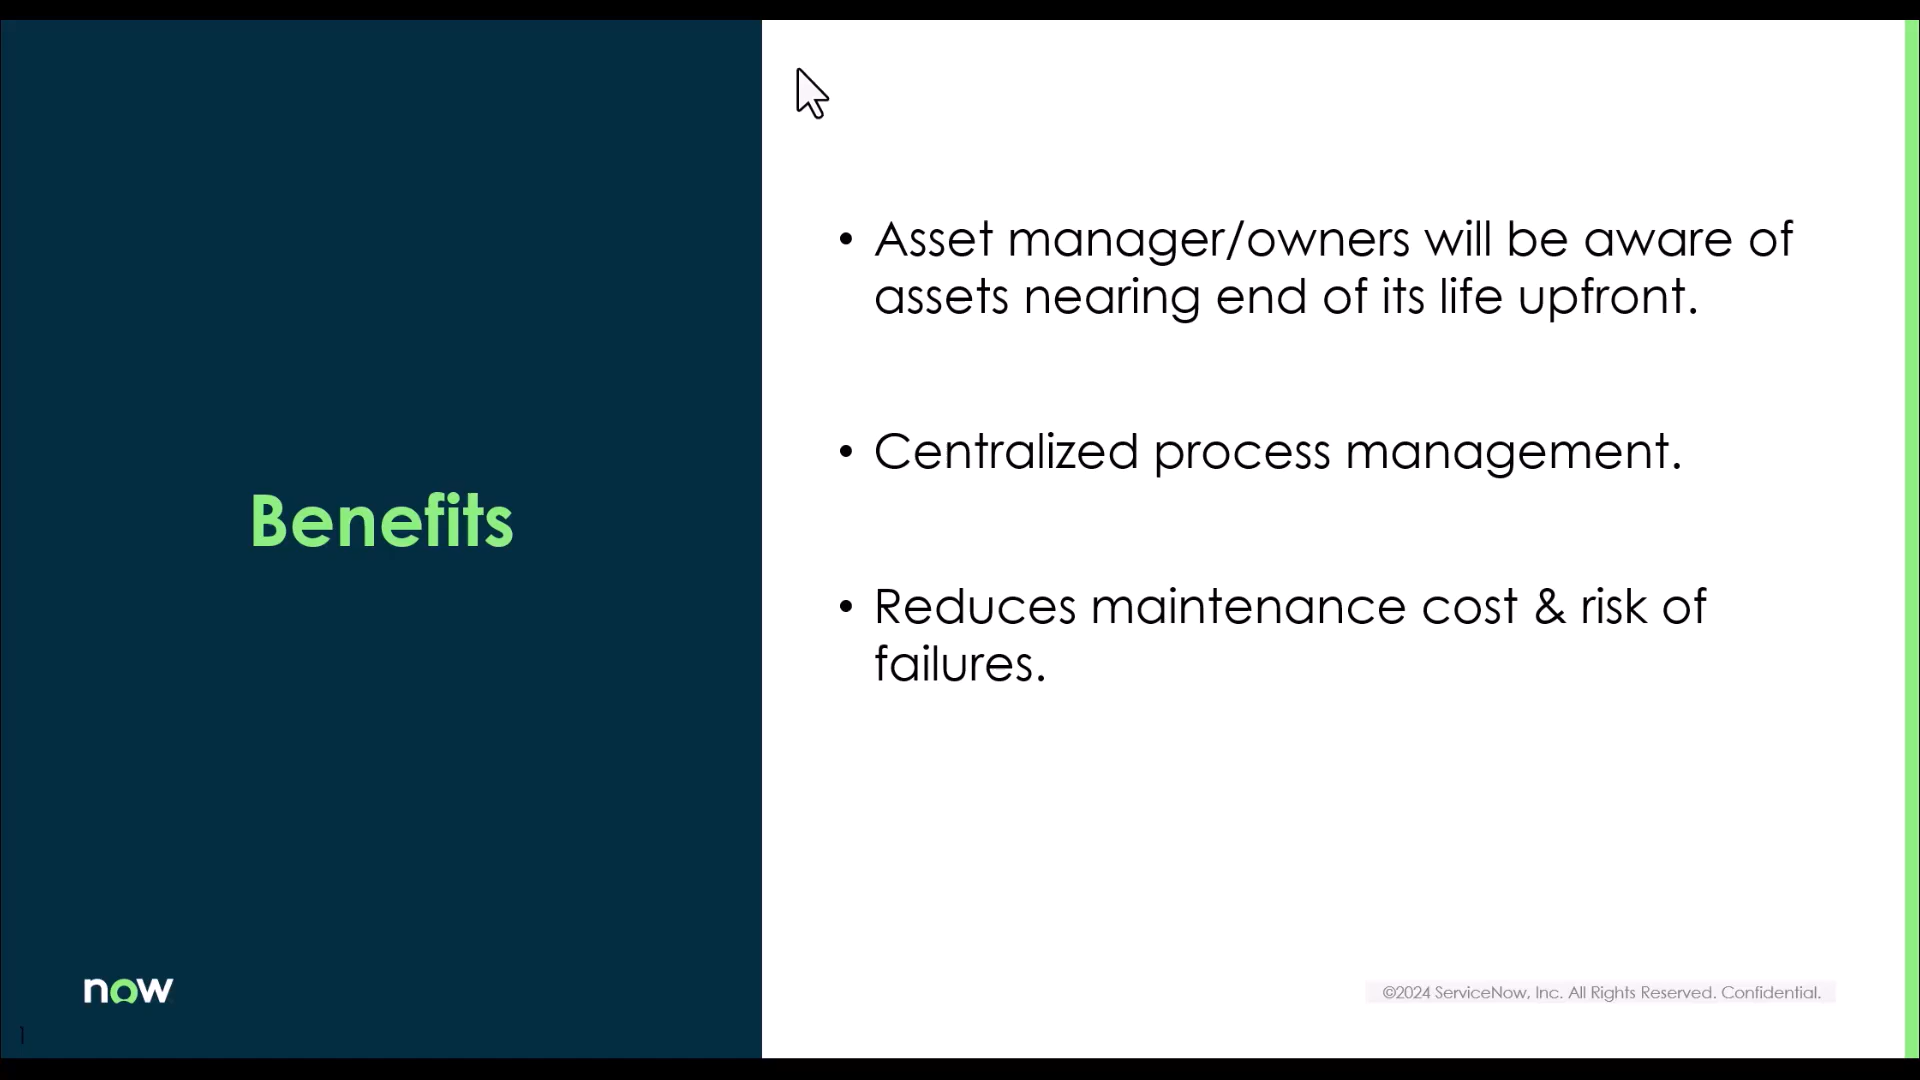 Benefits
• Asset manager/owners will be aware of
assets nearing end of its life upfront.
• Centralized process management.
• Reduces maintenance cost & risk of
failures.
now
©2024 ServiceNow, Inc. All Rights Reserved. Confidential.
1